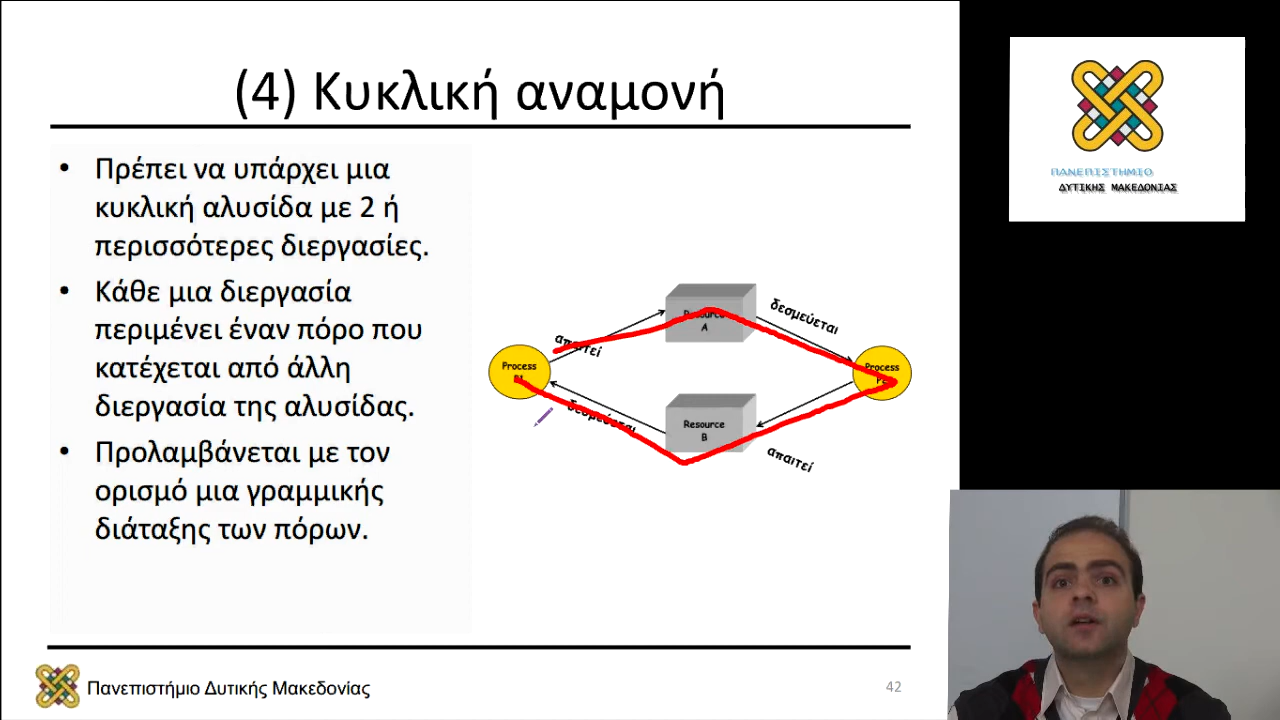 (4) Κυκλική αναμονή
• Πρέπει να υπάρχει μια
κυκλική αλυσίδα με 2 ή
περισσότερες διεργασίες.
• Κάθε μια διεργασία
περιμένει έναν πόρο που
κατέχεται από άλλη
διεργασία της αλυσίδας.
• Προλαμβάνεται με τον
ορισμό μια γραμμικής
διάταξης των πόρων.
Resource
A
δεσμεύεται
απαιτεί
Process
P1
Process
P2
δεσμεύεται
Resource
B
απαιτεί
Πανεπιστήμιο Δυτικής Μακεδονίας
42
ΠΑΝΕΠΙΣΤΗΜΙΟ
ΔΥΤΙΚΗΣ ΜΑΚΕΔΟΝΙΑΣ